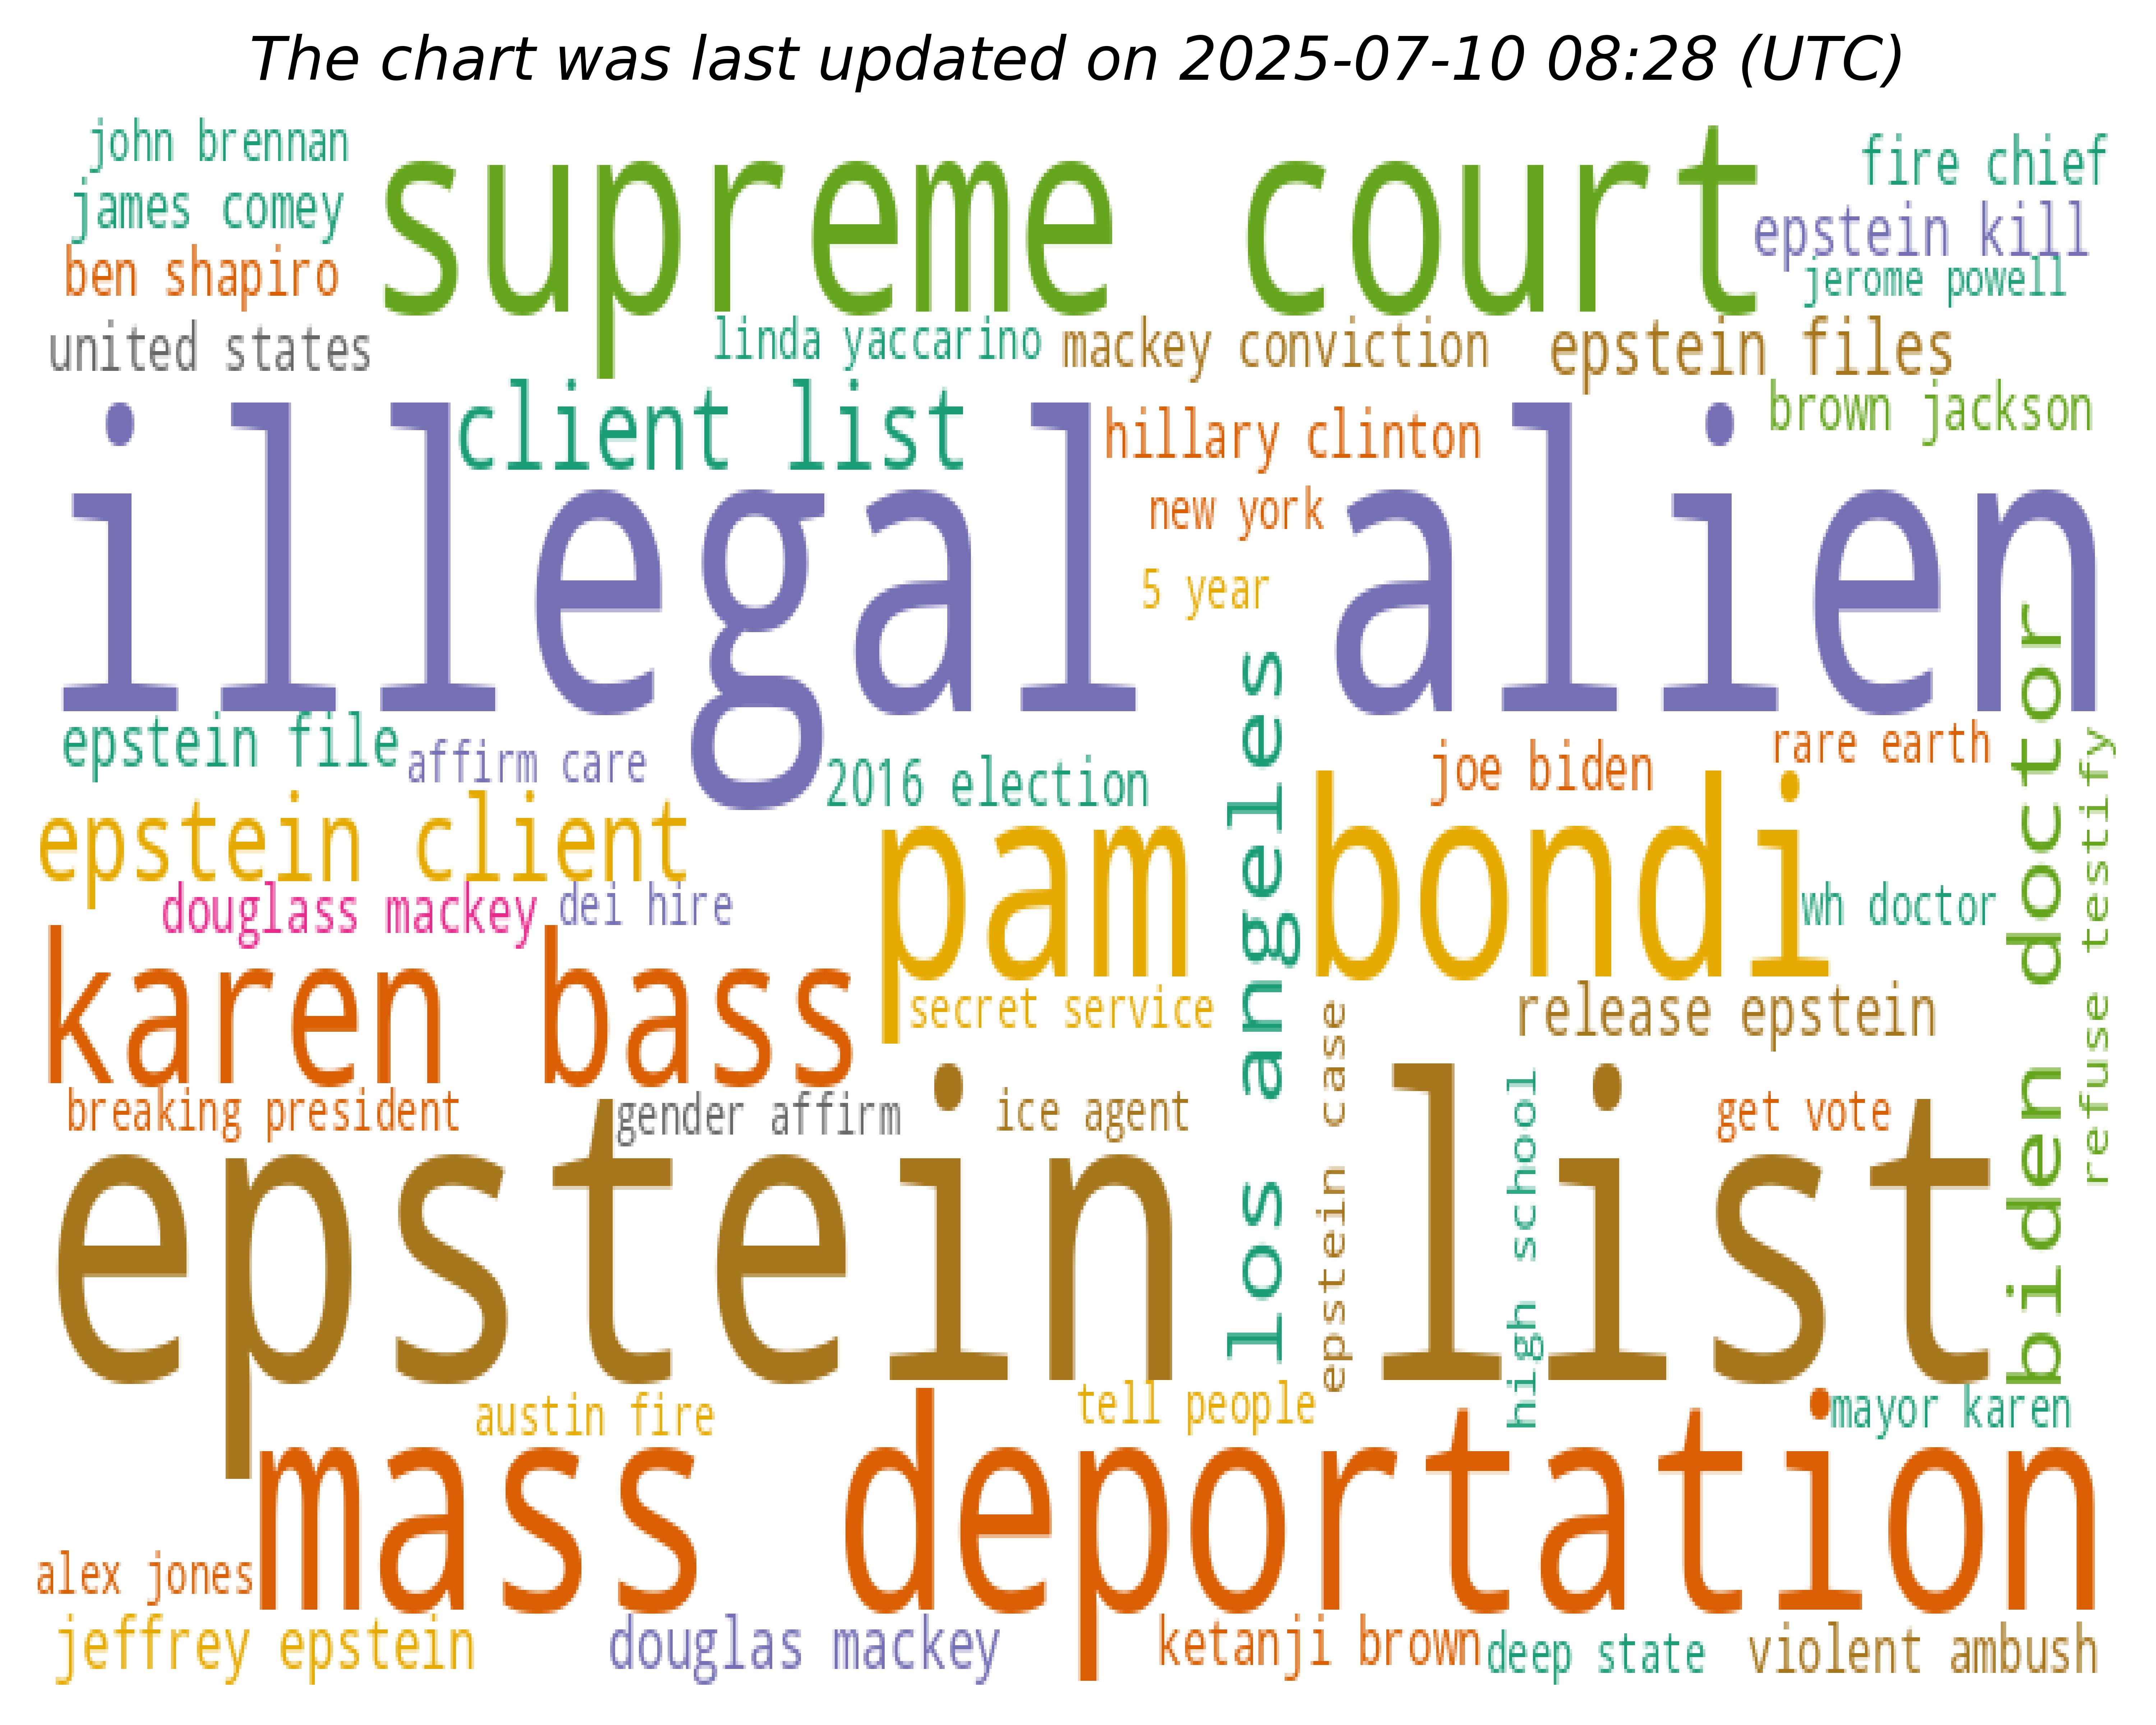 The chart was last updated on 2025-07-10 08:28 (UTC)
john brennan
supreme court
fire chief
james comey
epstein kill
ben shapiro
jerome powell
united states
linda yaccarino
mackey conviction
epstein files
client list
hillary clinton
brown jackson
illegal alien
new york
5 year
los angeles
biden doctor
epstein file
affirm care
2016 election
joe biden
rare earth
refuse testify
epstein client
pam bondi
douglass mackey
dei hire
wh doctor
karen bass
secret service
release epstein
epstein case
high school
breaking president
gender affirm
ice agent
get vote
epstein list
austin fire
tell people
mayor karen
mass deportation
alex jones
jeffrey epstein
douglas mackey
ketanji brown
deep state
violent ambush